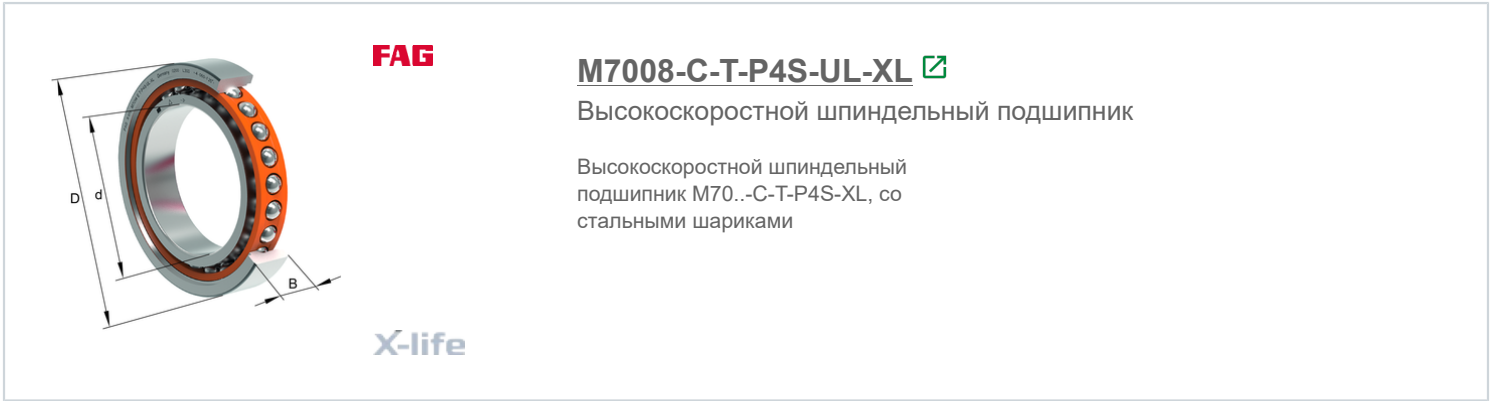 FAG
M7008-C-T-P4S-UL-XL
Высокоскоростной шпиндельный подшипник
Высокоскоростной шпиндельный
подшипник M70..-C-T-P4S-XL, со
стальными шариками
D
d
B
X-life